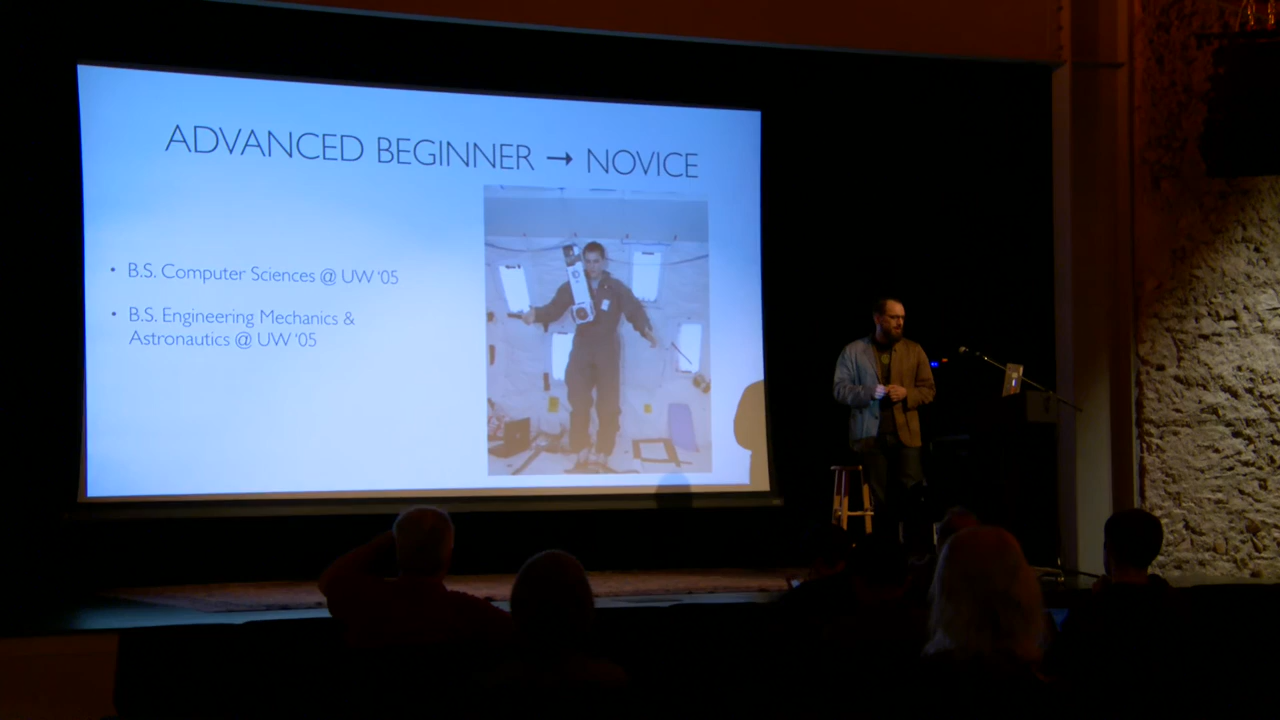 ADVANCED BEGINNER → NOVICE
• B.S. Computer Sciences @ UW '05
• B.S. Engineering Mechanics &
Astronautics @ UW '05